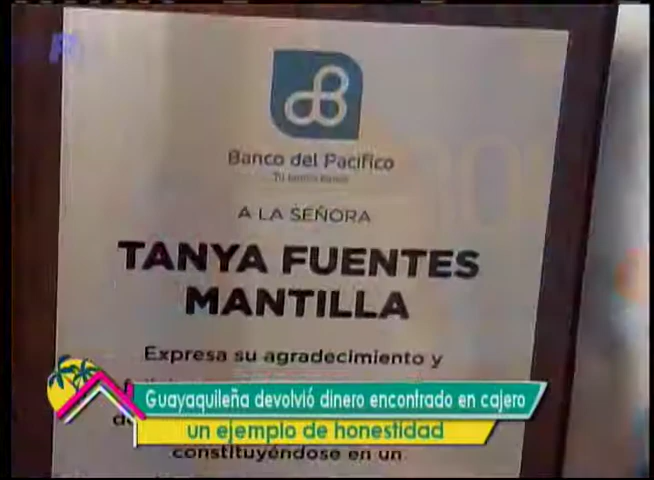 Banco del Pacífico
A LA SEÑORA
TANYA FUENTES
MANTILLA
Expresa su agradecimiento y
Guayaquileña devolvió dinero encontrado en cajero
un ejemplo de honestidad
constituyéndose en un